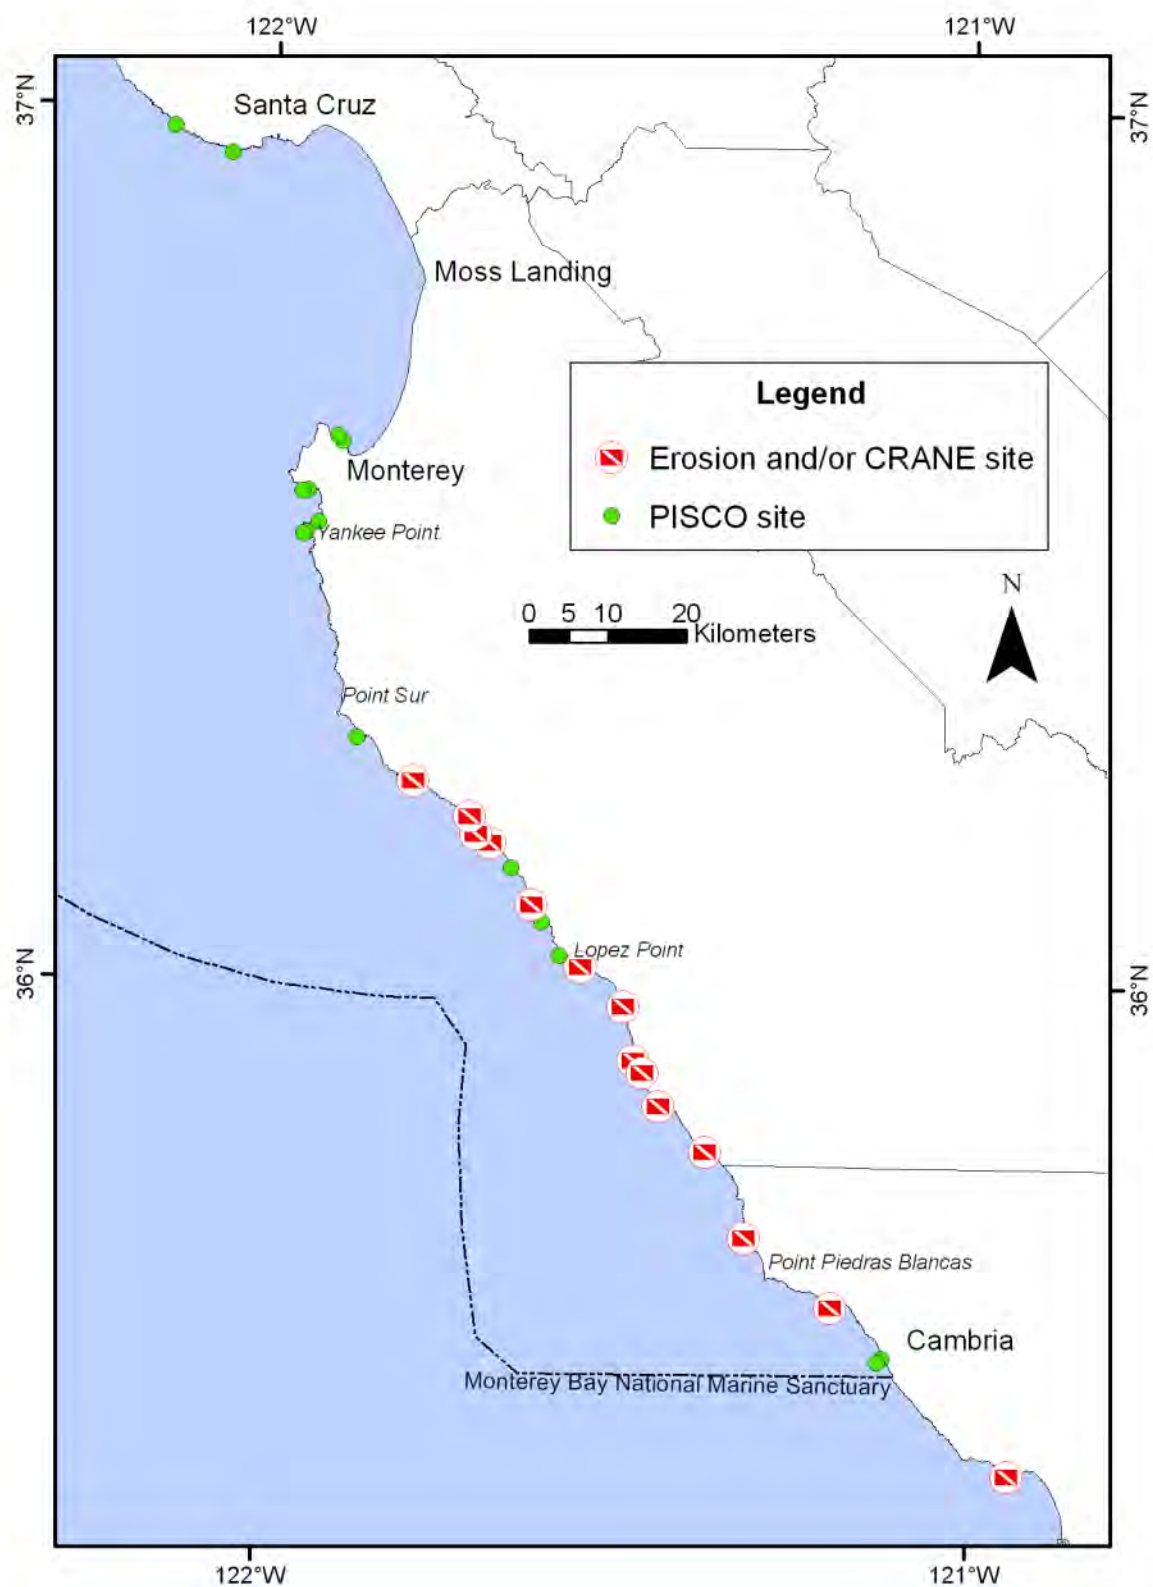 122°W
121°W
37°N
37°N
Santa Cruz
Moss Landing
Legend
Erosion and/or CRANE site
PISCO site
Monterey
Yankee Point
N
0 5 10 20
Kilometers
Point Sur
Lopez Point
36°N
36°N
Point Piedras Blancas
Cambria
Monterey Bay National Marine Sanctuary
122°W
121°W